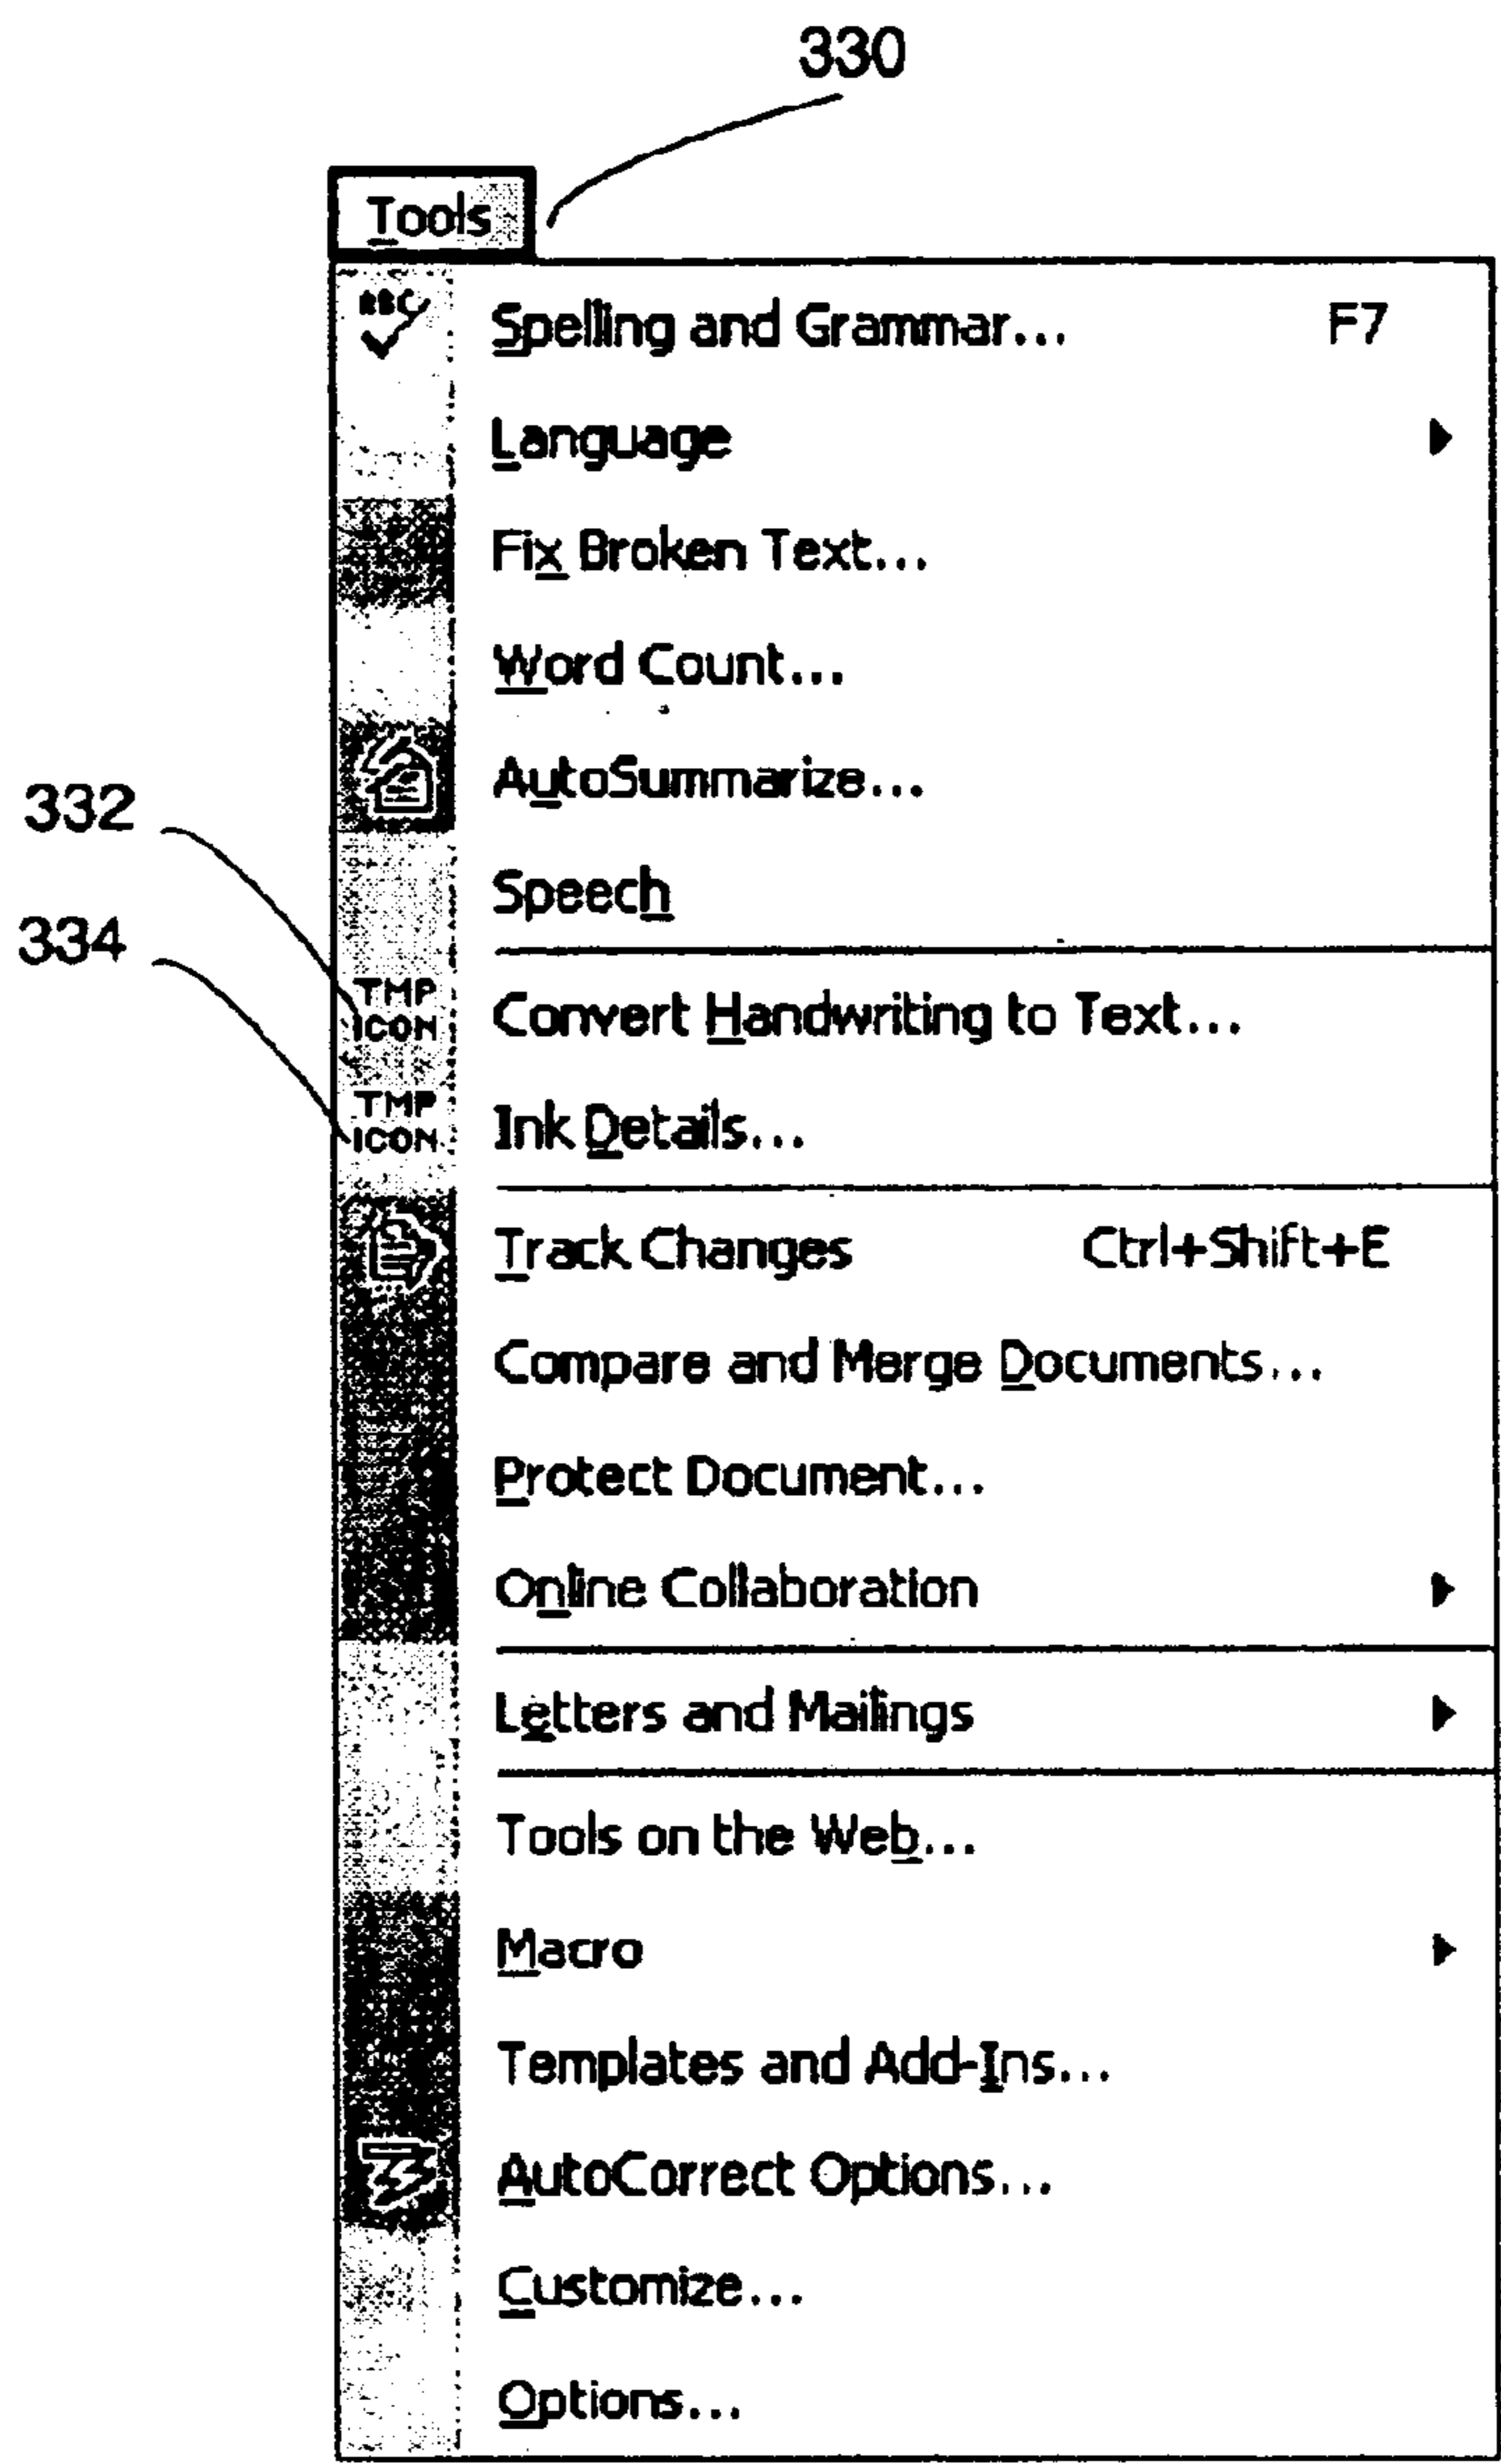 330
Tools
ABC
Spelling and Grammar... F7
Language
Fix Broken Text...
Word Count...
AutoSummarize...
332
Speech
334
TMP
ICON
Convert Handwriting to Text...
TMP
ICON
Ink Details...
Track Changes Ctrl+Shift+E
Compare and Merge Documents...
Protect Document...
Online Collaboration
Letters and Mailings
Tools on the Web...
Macro
Templates and Add-Ins...
AutoCorrect Options...
Customize...
Options...